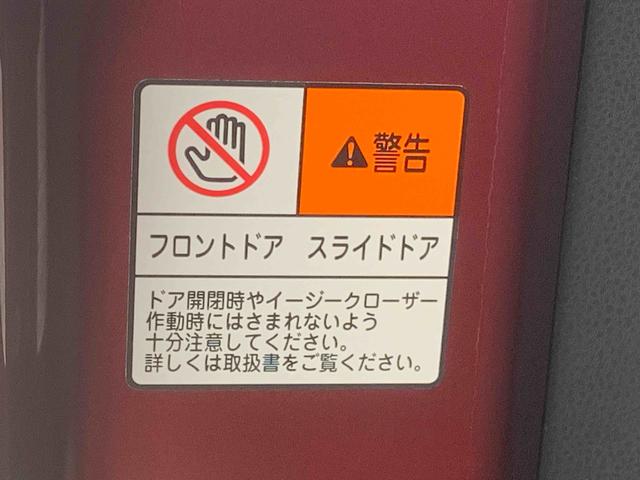 警告
フロントドア スライドドア
ドア開閉時やイージークローザー
作動時にはさまれないよう
十分注意してください。
詳しくは取扱書をご覧ください。